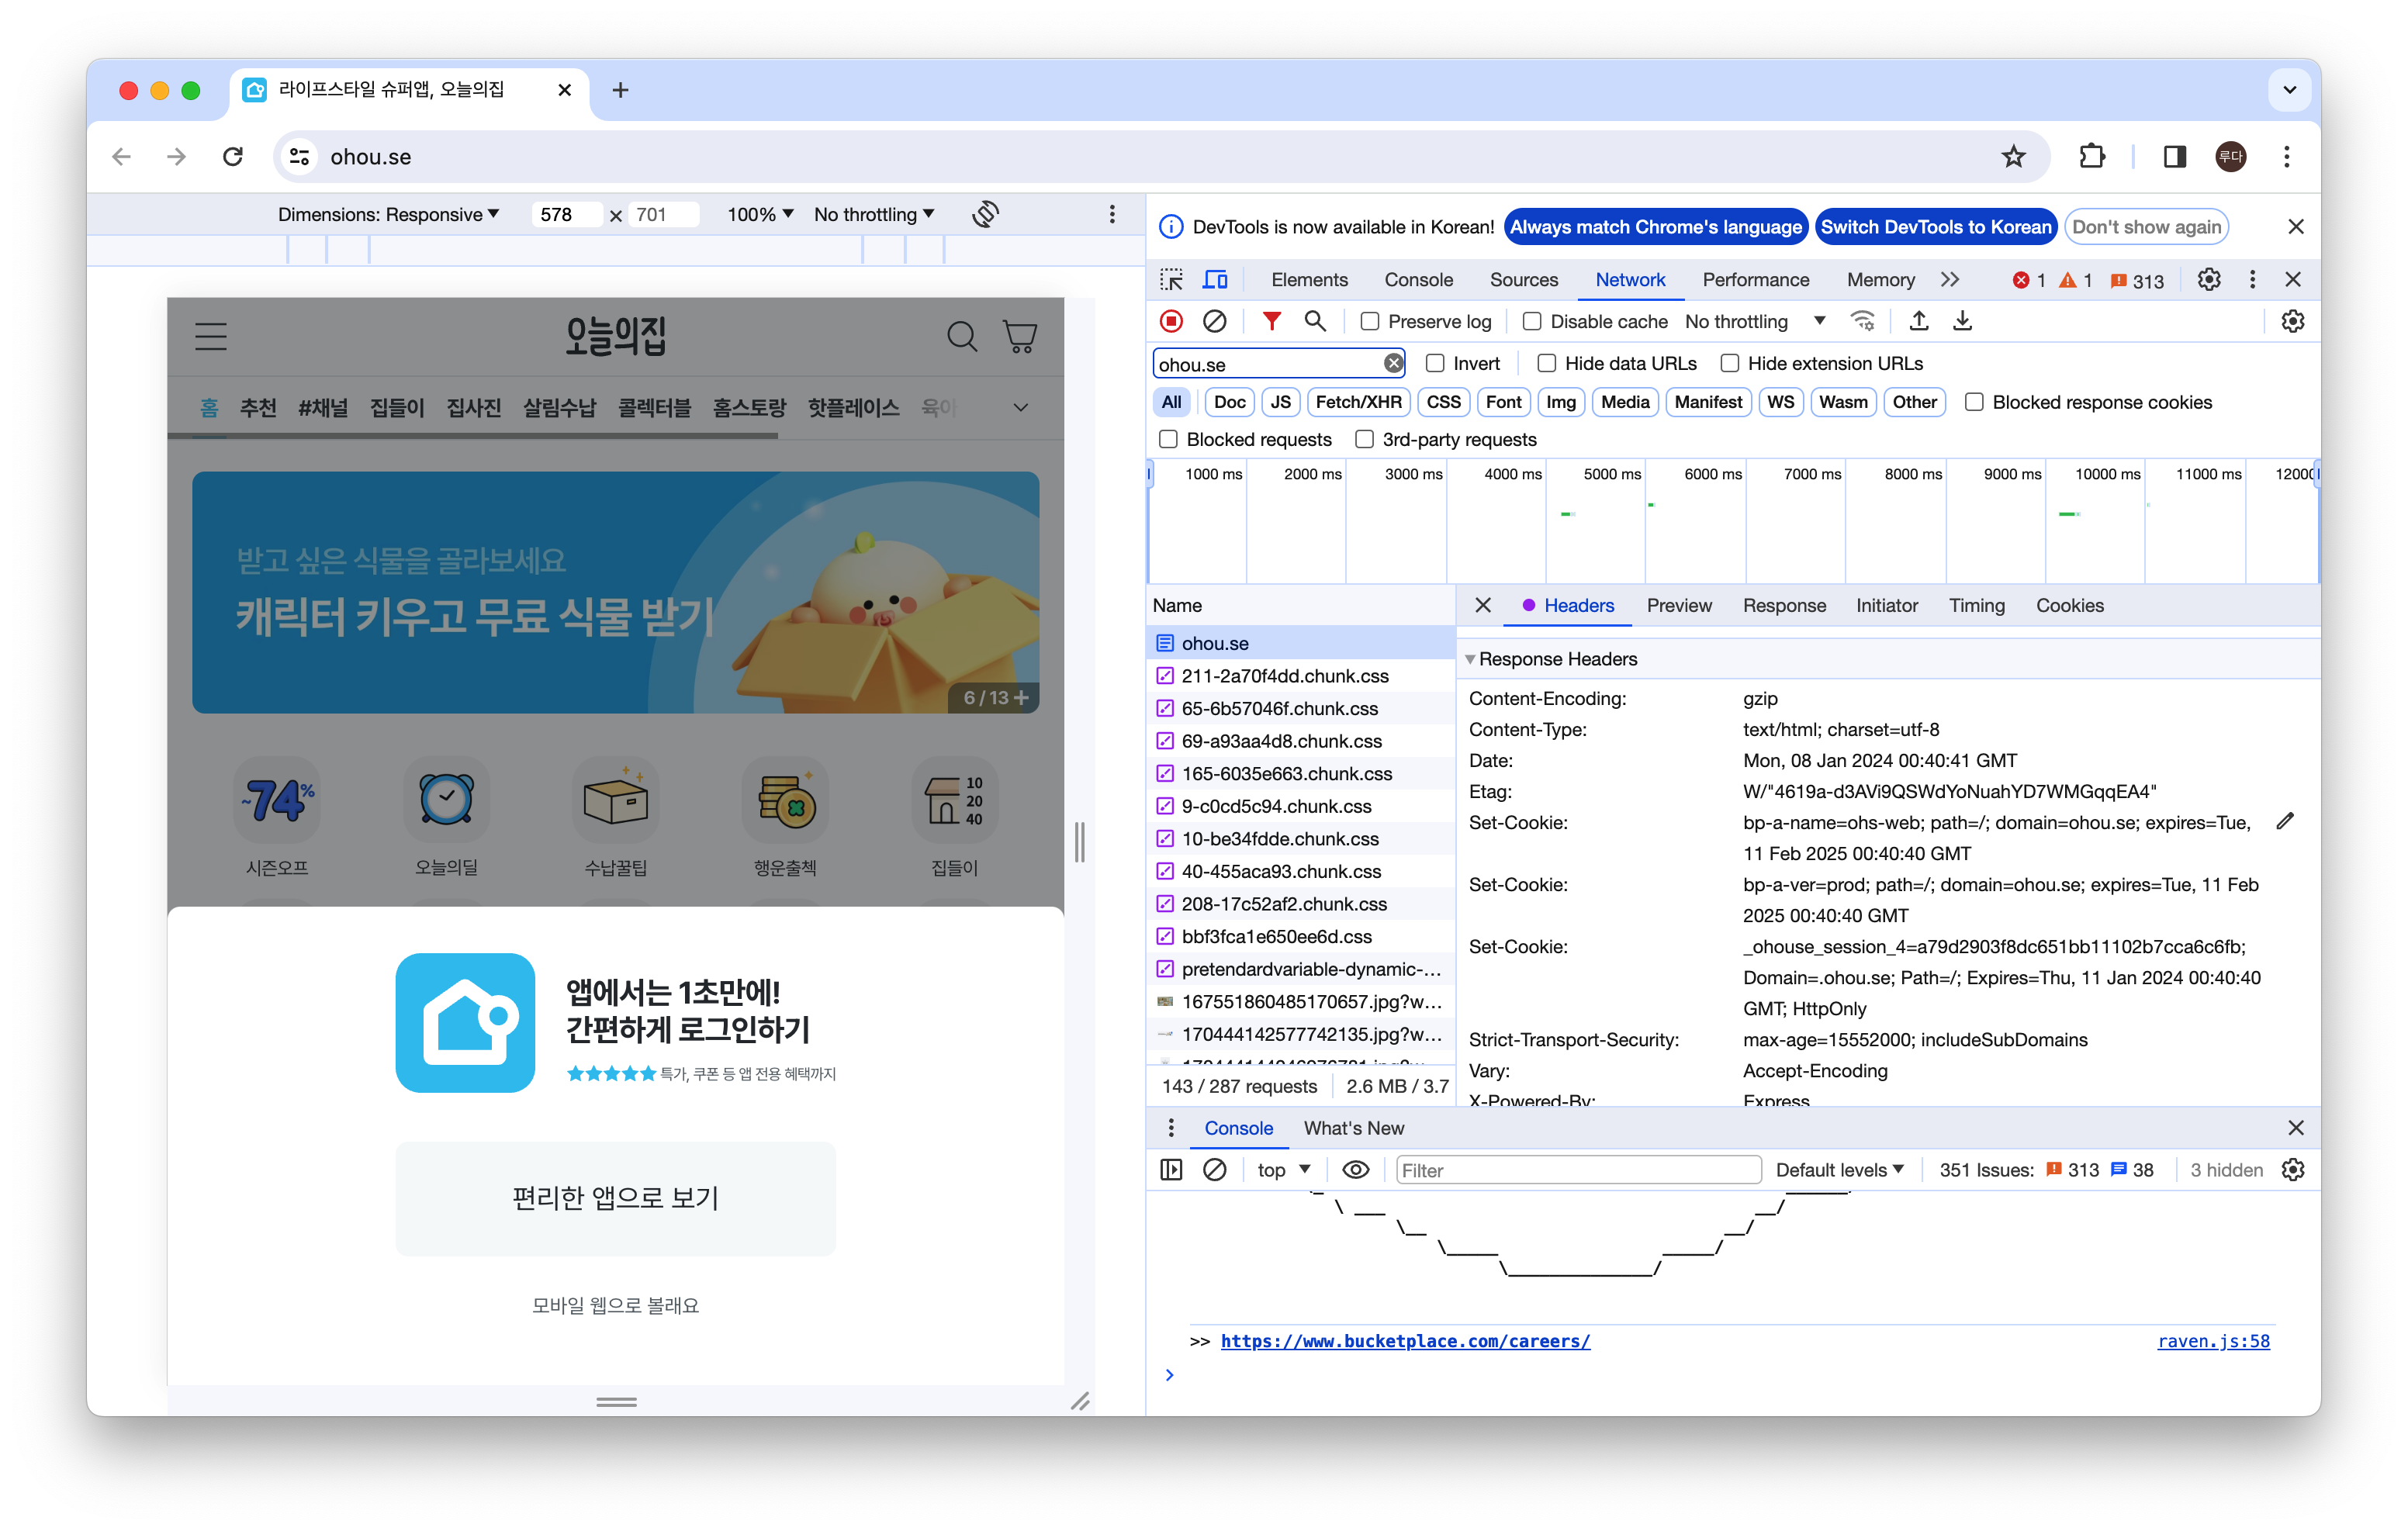 라이프스타일 슈퍼앱, 오늘의집
ohou.se
루다
Dimensions: Responsive
578 × 701
100%
No throttling
오늘의집
홈 추천 #채널 집들이 집사진 살림수납 콜렉터블 홈스토랑 핫플레이스 육아
받고 싶은 식물을 골라보세요
캐릭터 키우고 무료 식물 받기
6 / 13 +
~74%
10
20
40
시즌오프 오늘의딜 수납꿀팁 행운출첵 집들이
앱에서는 1초만에!
간편하게 로그인하기
★★★★★ 특가, 쿠폰 등 앱 전용 혜택까지
편리한 앱으로 보기
모바일 웹으로 볼래요
DevTools is now available in Korean! Always match Chrome's language Switch DevTools to Korean Don't show again
Elements Console Sources Network Performance Memory 1 1 313
Preserve log Disable cache No throttling
ohou.se Invert Hide data URLs Hide extension URLs
All Doc JS Fetch/XHR CSS Font Img Media Manifest WS Wasm Other Blocked response cookies
Blocked requests 3rd-party requests
1000 ms 2000 ms 3000 ms 4000 ms 5000 ms 6000 ms 7000 ms 8000 ms 9000 ms 10000 ms 11000 ms 12000
Name
ohou.se
211-2a70f4dd.chunk.css
65-6b57046f.chunk.css
69-a93aa4d8.chunk.css
165-6035e663.chunk.css
9-c0cd5c94.chunk.css
10-be34fdde.chunk.css
40-455aca93.chunk.css
208-17c52af2.chunk.css
bbf3fca1e650ee6d.css
pretendardvariable-dynamic-...
167551860485170657.jpg?w...
170444142577742135.jpg?w...
143 / 287 requests 2.6 MB / 3.7
Headers Preview Response Initiator Timing Cookies
Response Headers
Content-Encoding: gzip
Content-Type: text/html; charset=utf-8
Date: Mon, 08 Jan 2024 00:40:41 GMT
Etag: W/"4619a-d3AVi9QSWdYoNuahYD7WMGqqEA4"
Set-Cookie: bp-a-name=ohs-web; path=/; domain=ohou.se; expires=Tue,
11 Feb 2025 00:40:40 GMT
Set-Cookie: bp-a-ver=prod; path=/; domain=ohou.se; expires=Tue, 11 Feb
2025 00:40:40 GMT
Set-Cookie: _ohouse_session_4=a79d2903f8dc651bb11102b7cca6c6fb;
Domain=.ohou.se; Path=/; Expires=Thu, 11 Jan 2024 00:40:40
GMT; HttpOnly
Strict-Transport-Security: max-age=15552000; includeSubDomains
Vary: Accept-Encoding
X-Powered-By: Express
Console What's New
top Filter Default levels 351 Issues: 313 38 3 hidden
>> https://www.bucketplace.com/careers/ raven.js:58